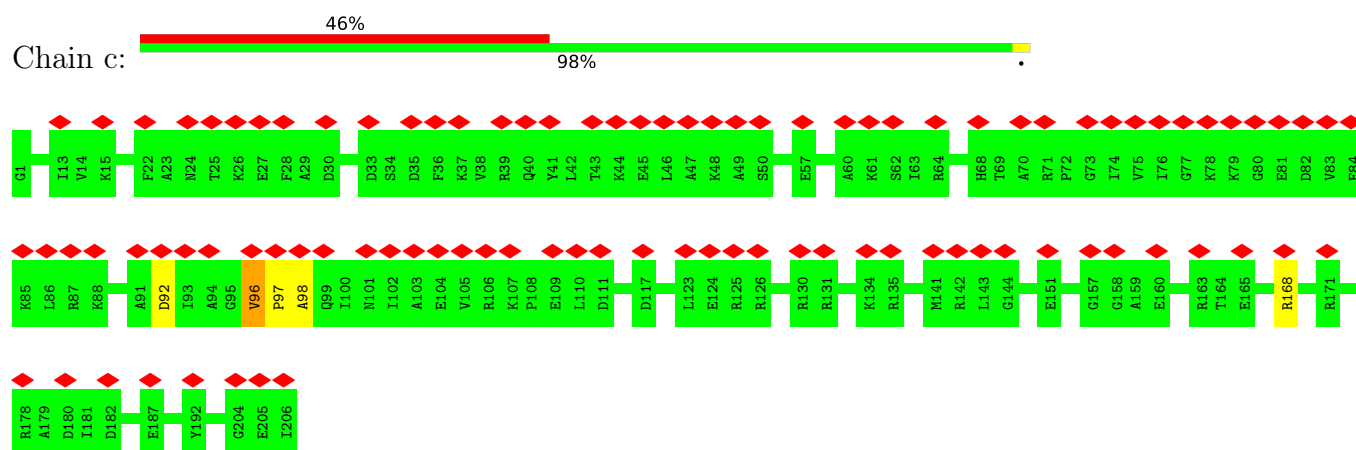 46%
Chain c:
98%
.
G1 I13 V14 K15 F22 A23 N24 T25 K26 E27 F28 A29 D30 D33 S34 D35 F36 K37 V38 R39 Q40 Y41 L42 T43 K44 E45 L46 A47 K48 A49 S50 E57 A60 K61 S62 I63 R64 H68 T69 A70 R71 P72 G73 I74 V75 I76 G77 K78 K79 G80 E81 D82 V83 E84
K85 L86 R87 K88 A91 D92 I93 A94 G95 V96 P97 A98 Q99 I100 N101 I102 A103 E104 V105 R106 K107 P108 E109 L110 D111 D117 L123 E124 R125 R126 R130 R131 K134 R135 M141 R142 L143 G144 E151 G157 G158 A159 E160 R163 T164 E165 R168 R171
R178 A179 D180 I181 D182 E187 Y192 G204 E205 I206